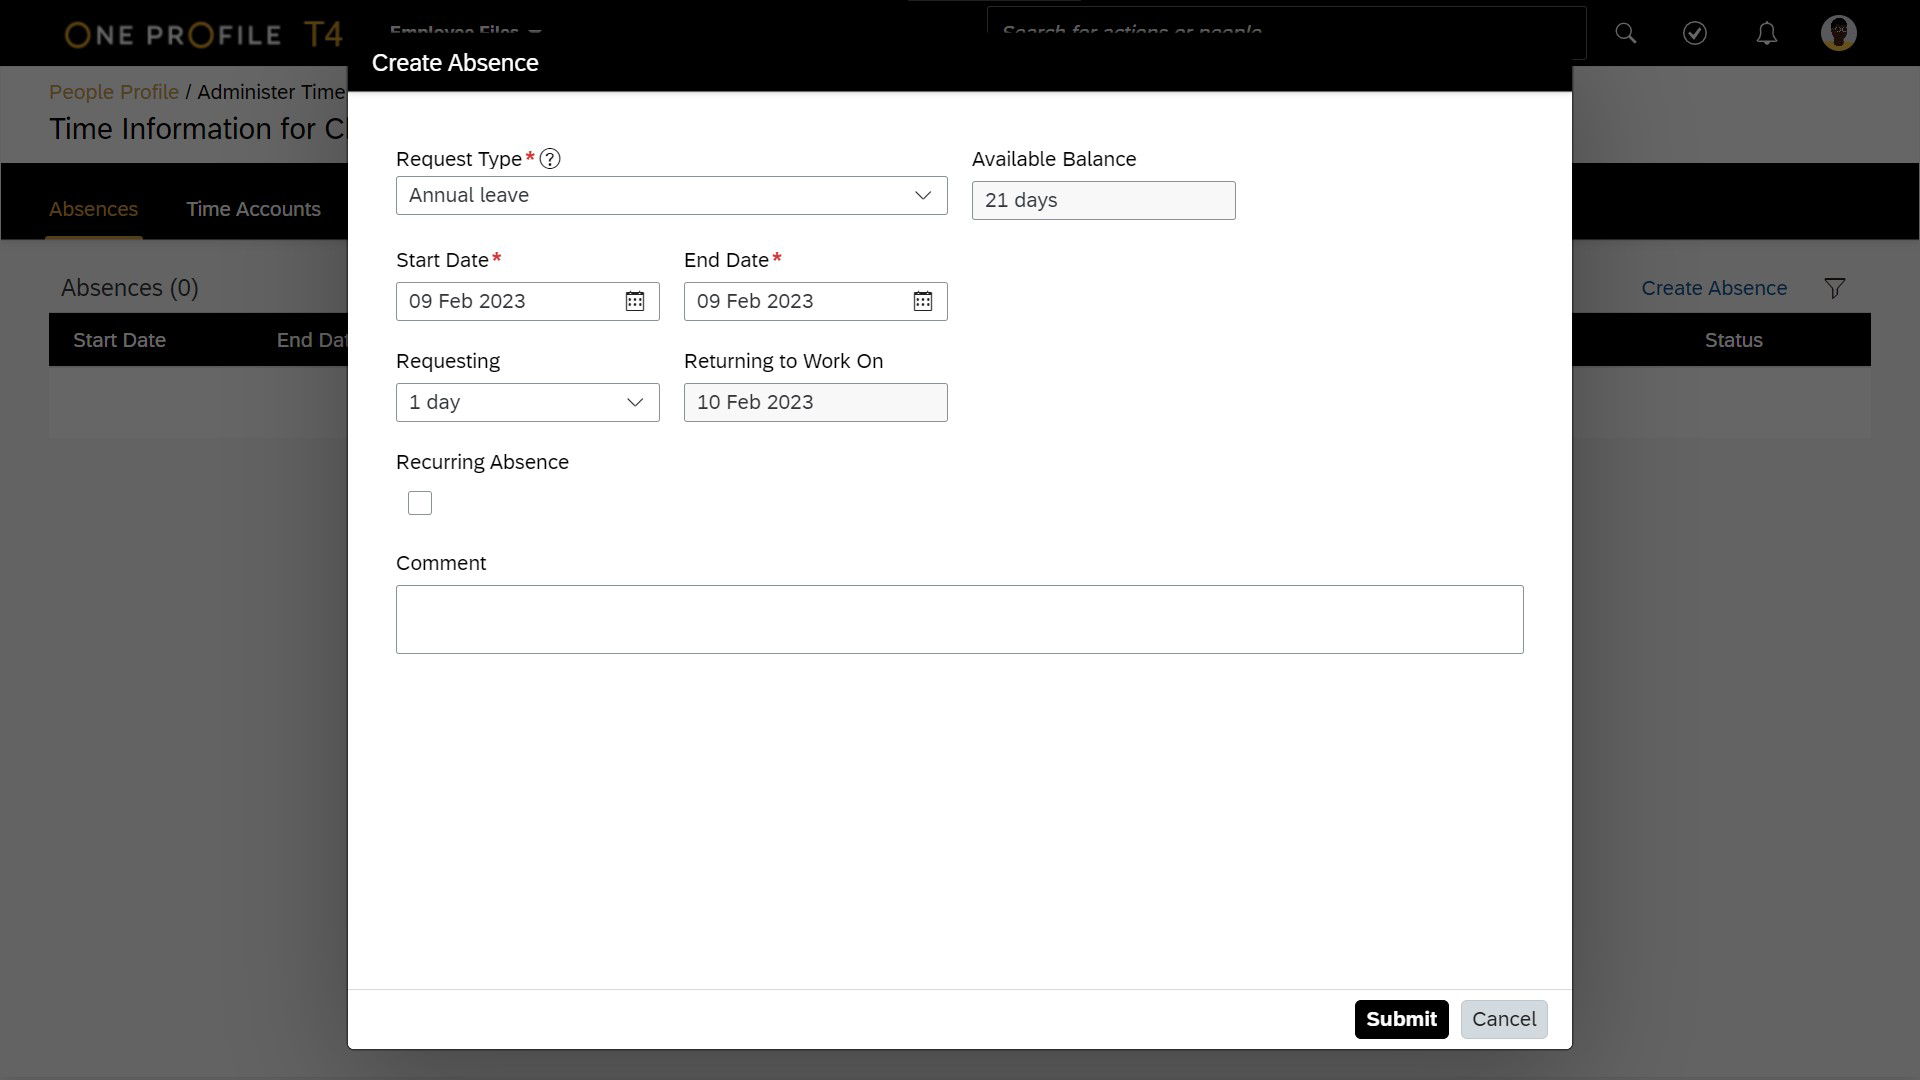 ONE PROFILE T4
Employee Files
Search for actions or people
Create Absence
People Profile / Administer Time
Time Information for
Absences Time Accounts
Request Type* ?
Available Balance
Annual leave
21 days
Start Date*
End Date*
09 Feb 2023
09 Feb 2023
Requesting
Returning to Work On
1 day
10 Feb 2023
Recurring Absence
Comment
Absences (0)
Create Absence
Start Date End Dat
Status
Submit Cancel